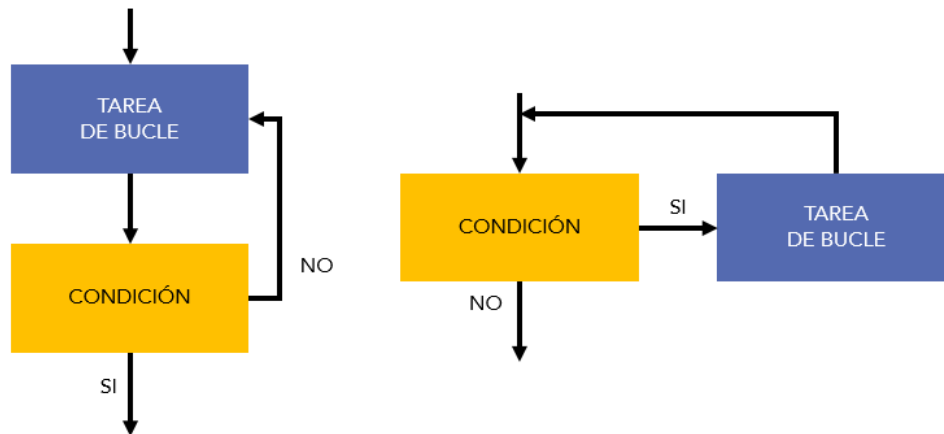 TAREA
DE BUCLE
CONDICIÓN
NO
SI
CONDICIÓN
SI
TAREA
DE BUCLE
NO